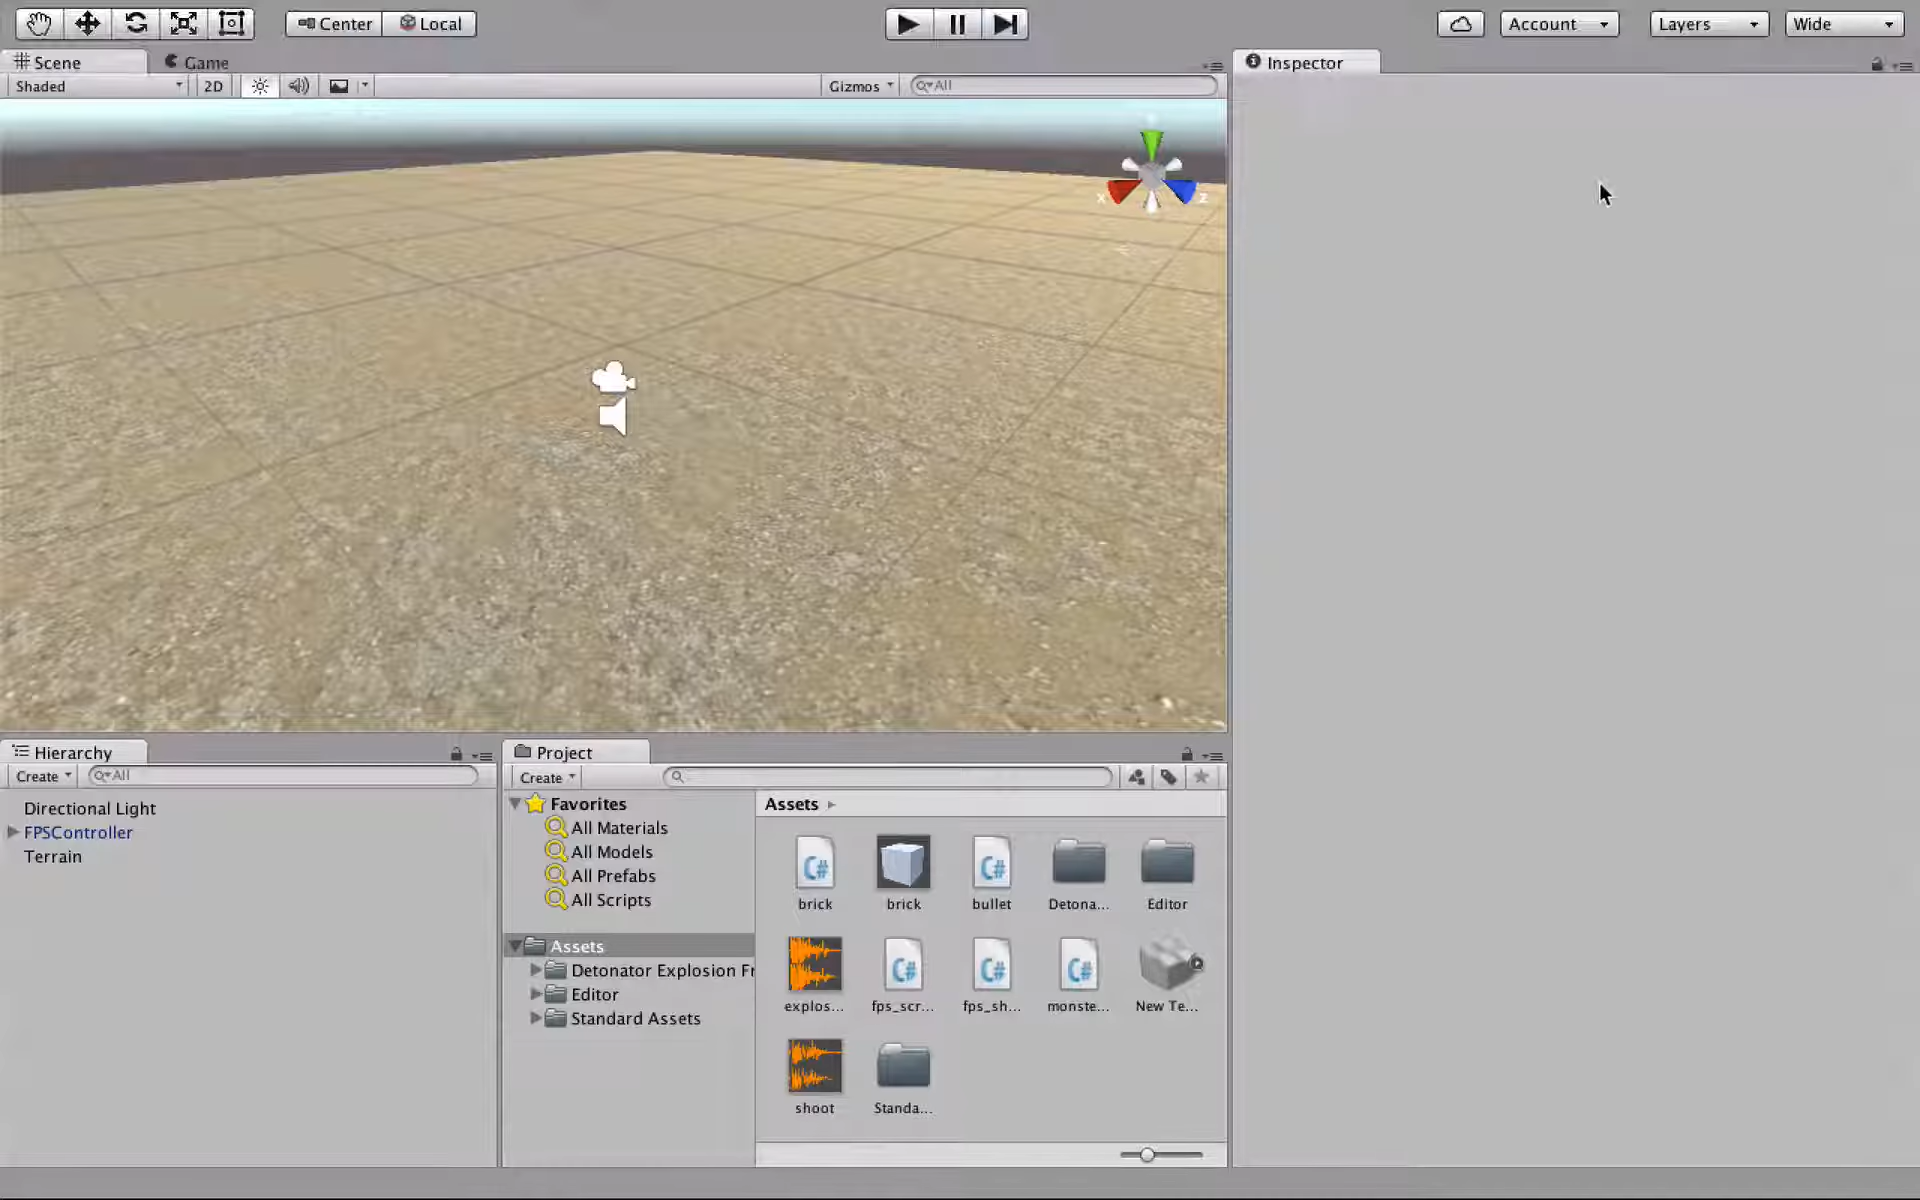 Center Local Account Layers Wide
Scene Game Inspector
Shaded 2D Gizmos All
x z
Hierarchy Project
Create All Create
Directional Light
FPSController
Terrain
Favorites
All Materials
All Models
All Prefabs
All Scripts
Assets
Detonator Explosion Fr
Editor
Standard Assets
Assets
C# C#
brick brick bullet Detona... Editor
C# C# C#
explos... fps_scr... fps_sh... monste... New Te...
shoot Standa...